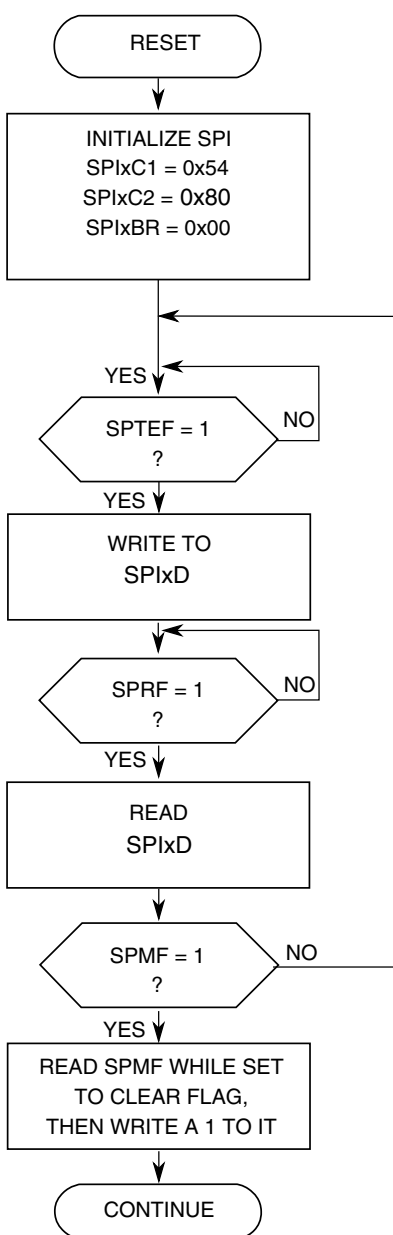 RESET
INITIALIZE SPI
SPIxC1 = 0x54
SPIxC2 = 0x80
SPIxBR = 0x00
YES
SPTEF = 1
?
NO
YES
WRITE TO
SPIxD
SPRF = 1
?
NO
YES
READ
SPIxD
SPMF = 1
?
NO
YES
READ SPMF WHILE SET
TO CLEAR FLAG,
THEN WRITE A 1 TO IT
CONTINUE